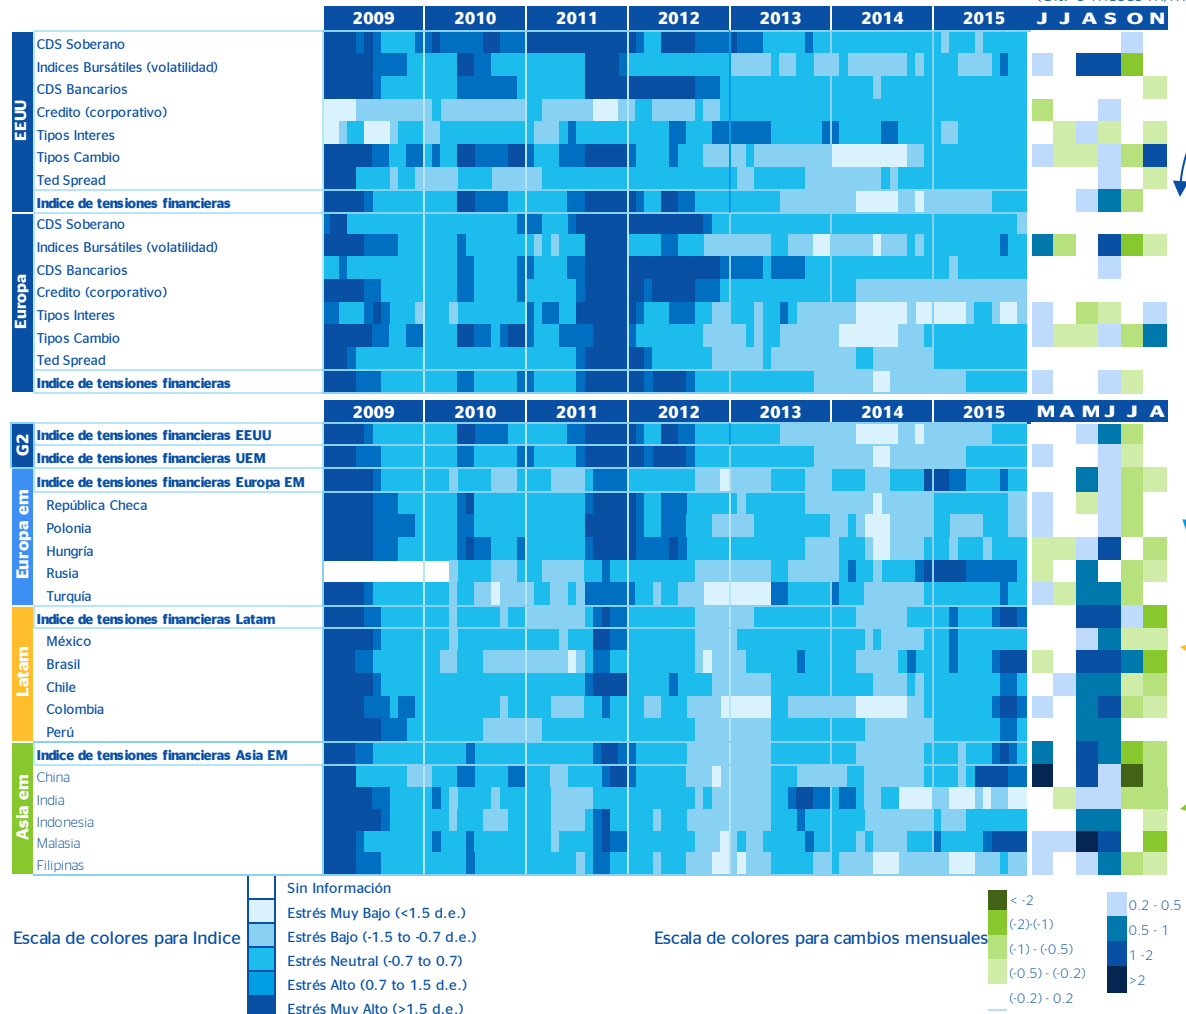 2009 2010 2011 2012 2013 2014 2015 J J A S O N
EEUU
CDS Soberano
Indices Bursátiles (volatilidad)
CDS Bancarios
Credito (corporativo)
Tipos Interes
Tipos Cambio
Ted Spread
Indice de tensiones financieras
Europa
CDS Soberano
Indices Bursátiles (volatilidad)
CDS Bancarios
Credito (corporativo)
Tipos Interes
Tipos Cambio
Ted Spread
Indice de tensiones financieras
2009 2010 2011 2012 2013 2014 2015 M A M J J A
G2
Indice de tensiones financieras EEUU
Indice de tensiones financieras UEM
Europa em
Indice de tensiones financieras Europa EM
República Checa
Polonia
Hungría
Rusia
Turquía
Latam
Indice de tensiones financieras Latam
México
Brasil
Chile
Colombia
Perú
Asia em
Indice de tensiones financieras Asia EM
China
India
Indonesia
Malasia
Filipinas
Escala de colores para Indice
Sin Información
Estrés Muy Bajo (<1.5 d.e.)
Estrés Bajo (-1.5 to -0.7 d.e.)
Estrés Neutral (-0.7 to 0.7)
Estrés Alto (0.7 to 1.5 d.e.)
Estrés Muy Alto (>1.5 d.e.)
Escala de colores para cambios mensuales
< -2
(-2)-(1)
(-1) - (-0.5)
(-0.5) - (-0.2)
(-0.2) - 0.2
0.2 - 0.5
0.5 - 1
1 -2
>2